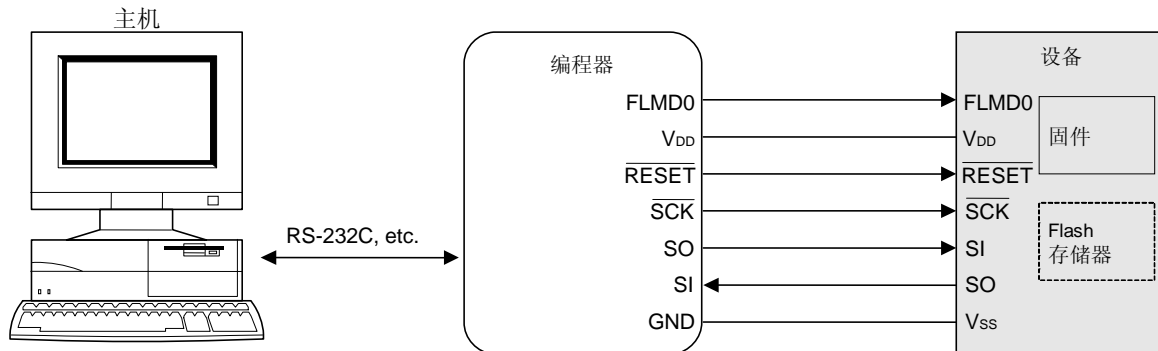 主机
RS-232C, etc.
编程器
FLMD0
VDD
RESET
SCK
SO
SI
GND
设备
FLMD0
VDD
RESET
SCK
SI
SO
VSS
固件
Flash
存储器